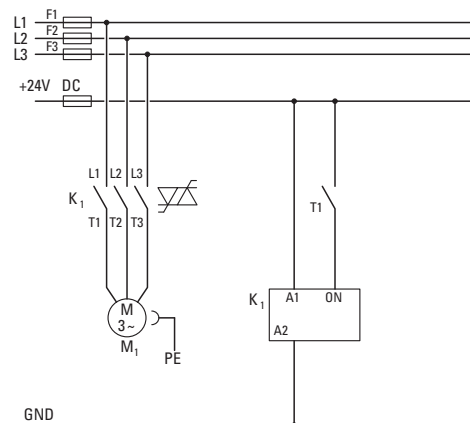 L1 F1
L2 F2
L3 F3
+24V DC
L1 L2 L3
K1
T1 T2 T3
T1
M
3~
M1
PE
K1
A1 ON
A2
GND